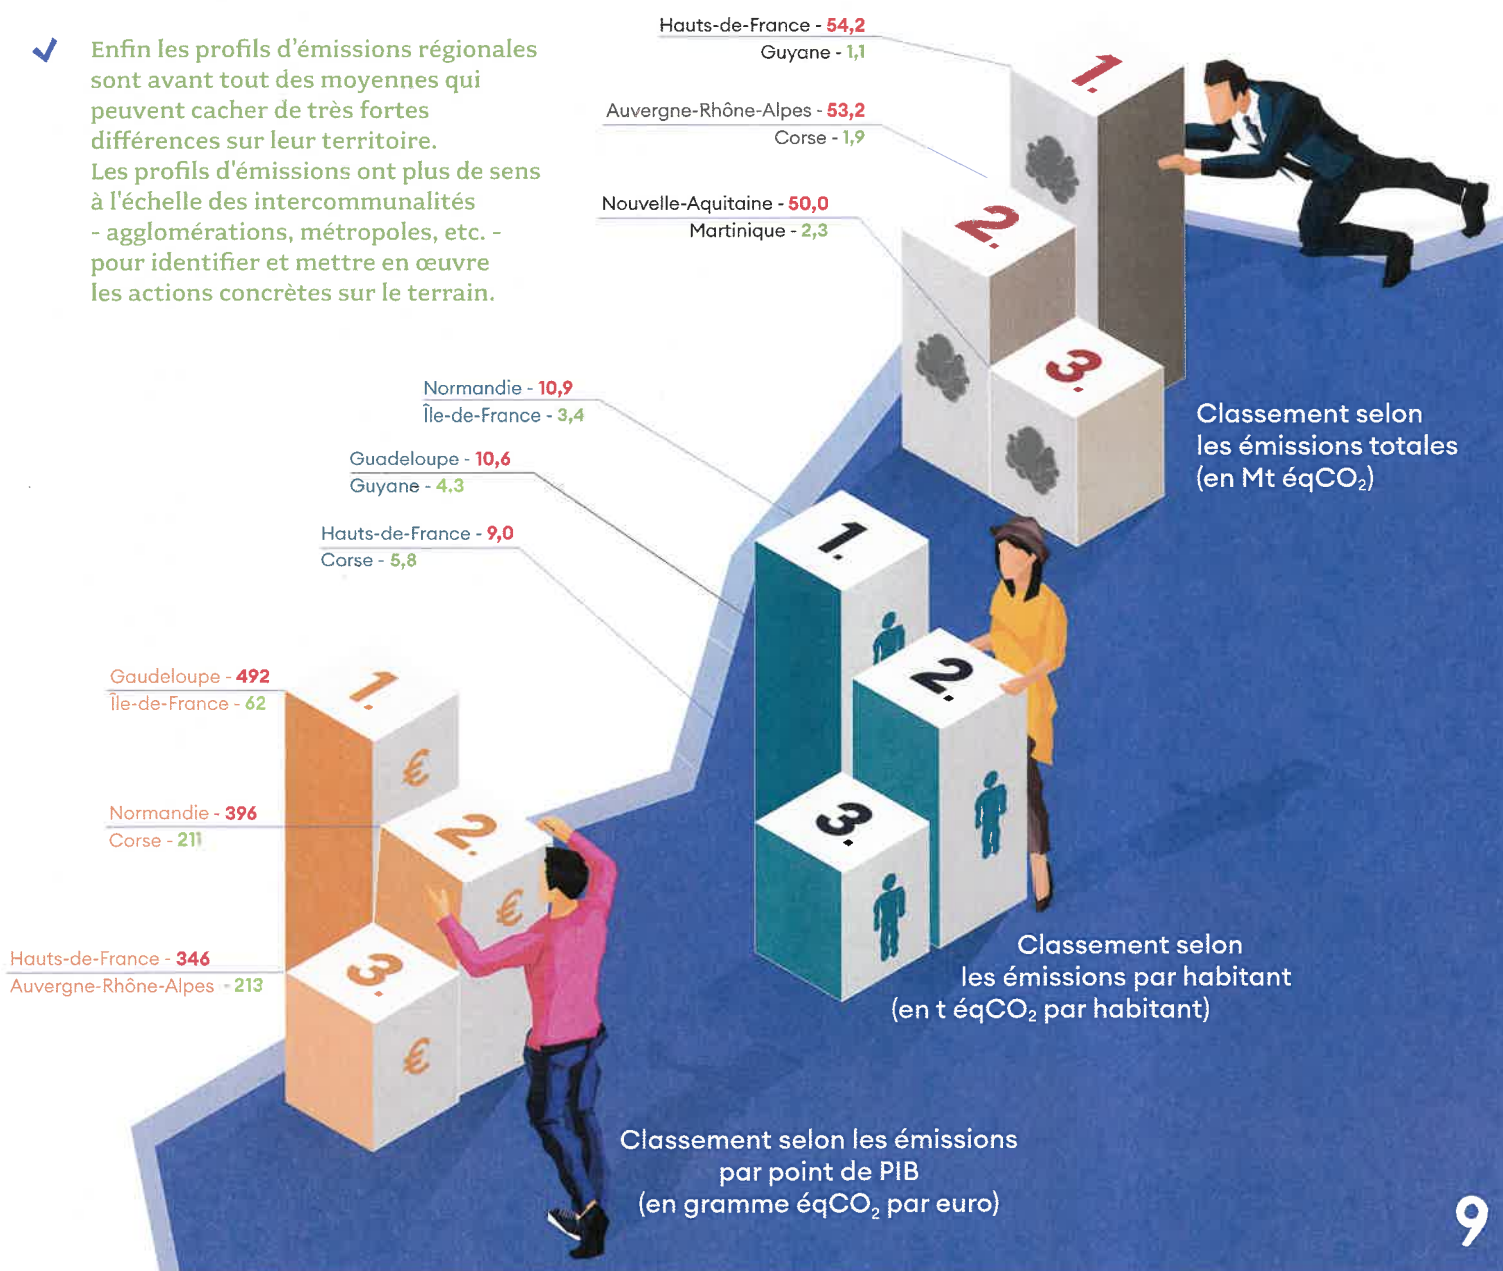 Enfin les profils d'émissions régionales
sont avant tout des moyennes qui
peuvent cacher de très fortes
différences sur leur territoire.
Les profils d'émissions ont plus de sens
à l'échelle des intercommunalités
- agglomérations, métropoles, etc. -
pour identifier et mettre en œuvre
les actions concrètes sur le terrain.
Hauts-de-France - 54,2
Guyane - 1,1
Auvergne-Rhône-Alpes - 53,2
Corse - 1,9
Nouvelle-Aquitaine - 50,0
Martinique - 2,3
1.
2.
3.
Classement selon
les émissions totales
(en Mt éqCO₂)
Normandie - 10,9
Île-de-France - 3,4
Guadeloupe - 10,6
Guyane - 4.3
Hauts-de-France - 9,0
Corse - 5,8
1.
2.
3.
Classement selon
les émissions par habitant
(en t éqCO₂ par habitant)
Gaudeloupe - 492
Île-de-France - 62
Normandie - 396
Corse - 211
Hauts-de-France - 346
Auvergne-Rhône-Alpes - 213
1.
€
2.
€
3.
€
Classement selon les émissions
par point de PIB
(en gramme éqCO₂ par euro)
9